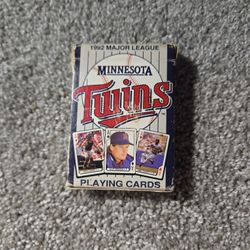 1992 MAJOR LEAGUE
MINNESOTA
Twins
PLAYING CARDS